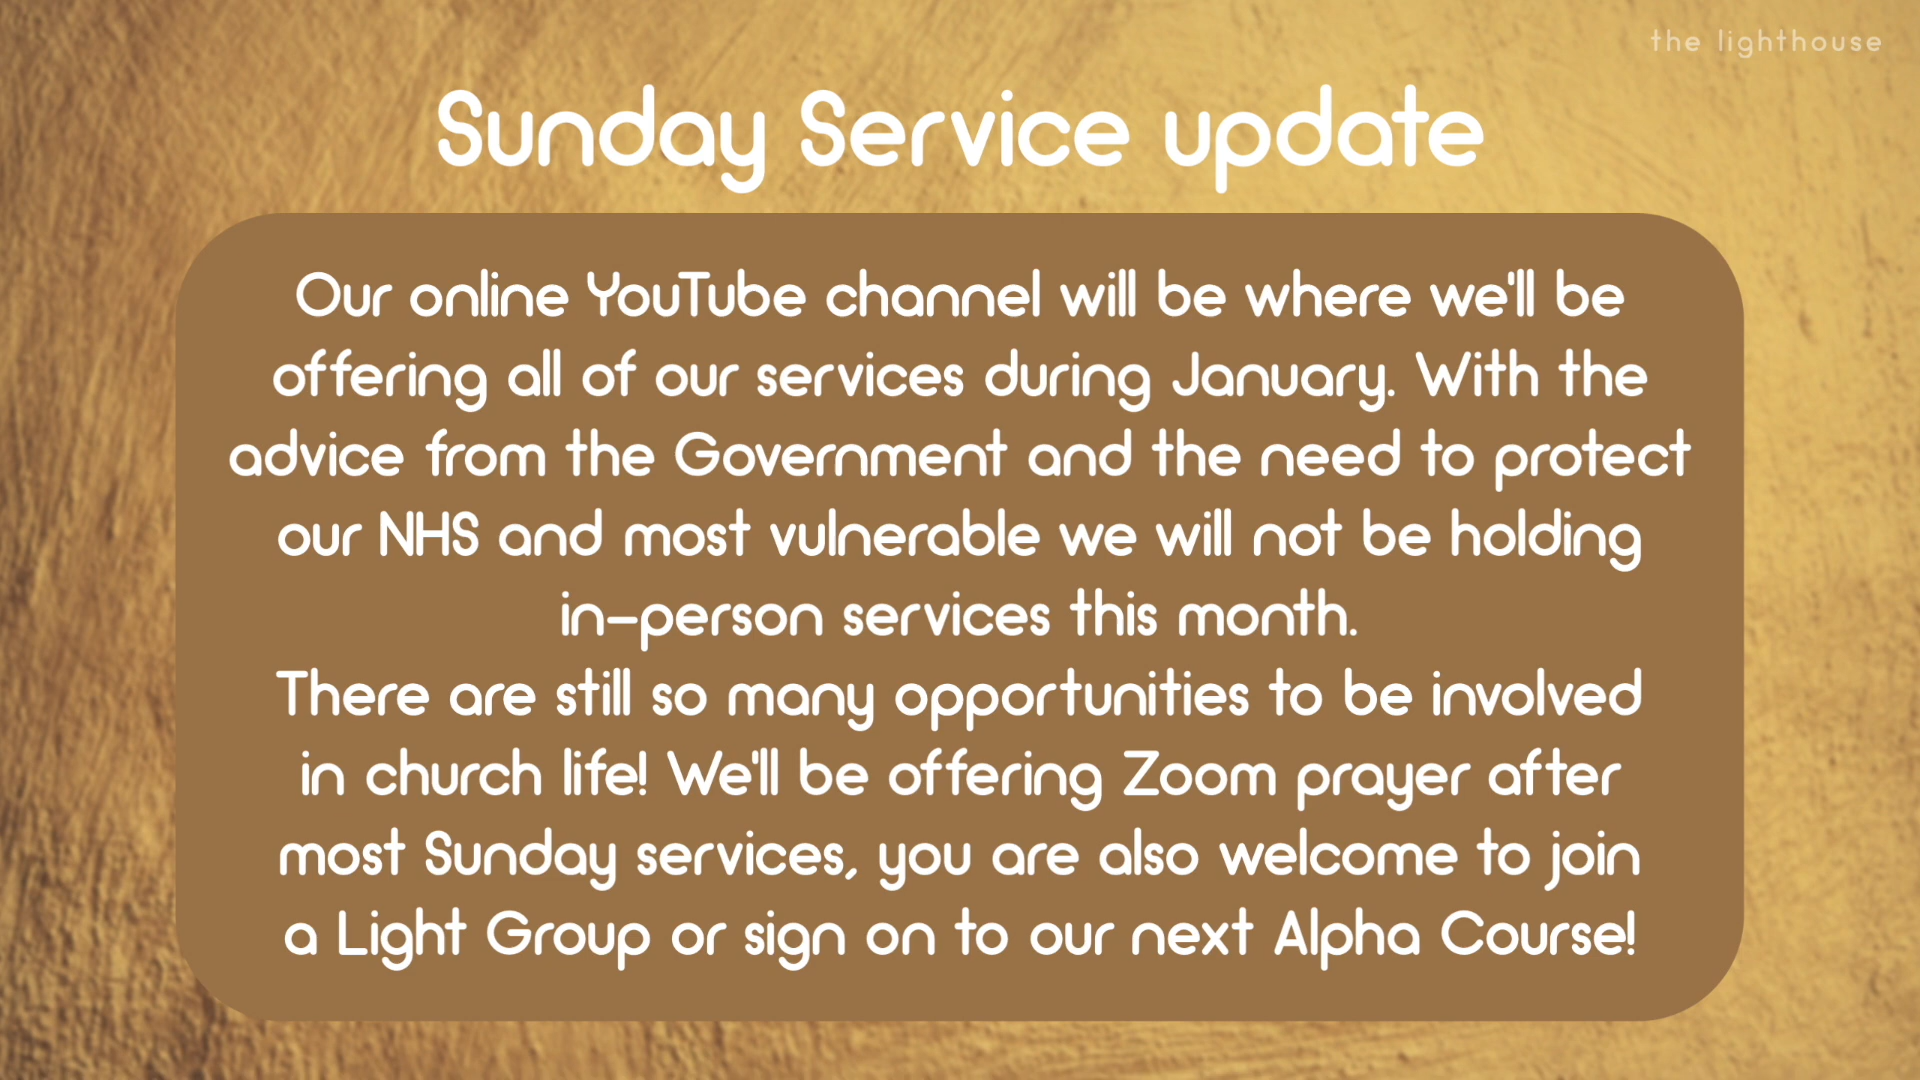 the lighthouse
Sunday Service update
Our online YouTube channel will be where we'll be
offering all of our services during January. With the
advice from the Government and the need to protect
our NHS and most vulnerable we will not be holding
in-person services this month.
There are still so many opportunities to be involved
in church life! We'll be offering Zoom prayer after
most Sunday services, you are also welcome to join
a Light Group or sign on to our next Alpha Course!